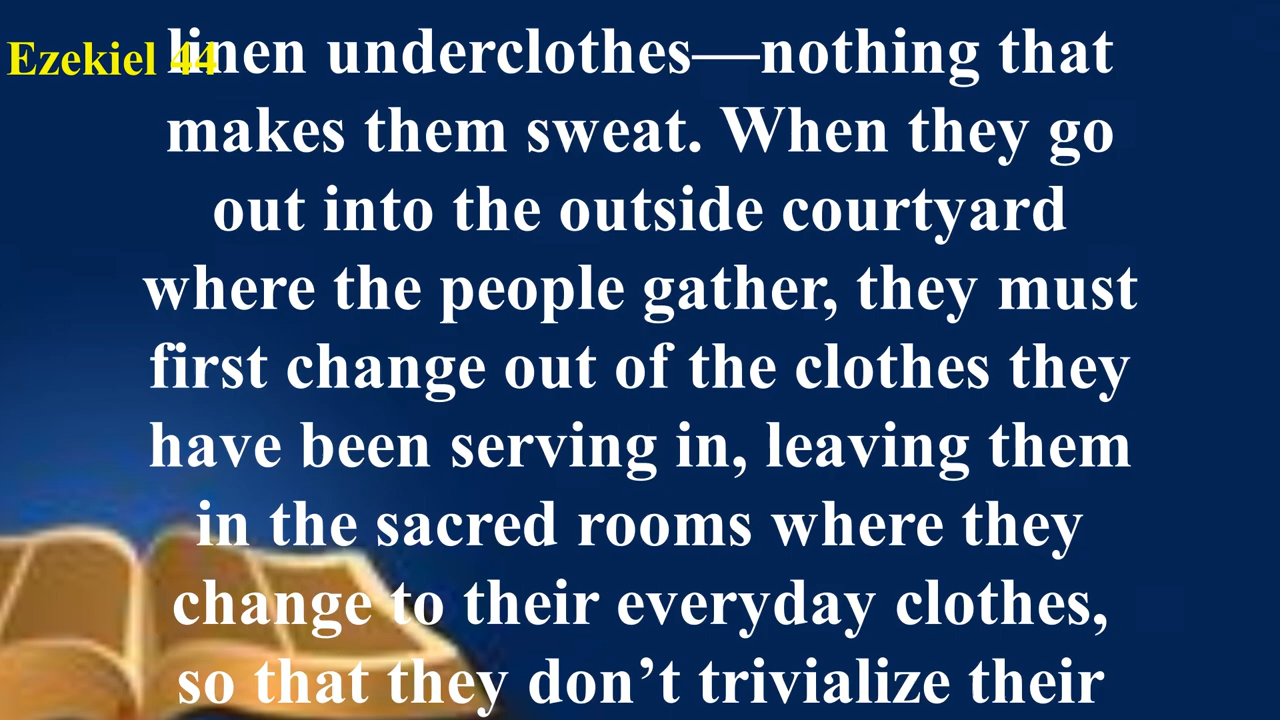 Ezekiel 44
linen underclothes—nothing that
makes them sweat. When they go
out into the outside courtyard
where the people gather, they must
first change out of the clothes they
have been serving in, leaving them
in the sacred rooms where they
change to their everyday clothes,
so that they don’t trivialize their